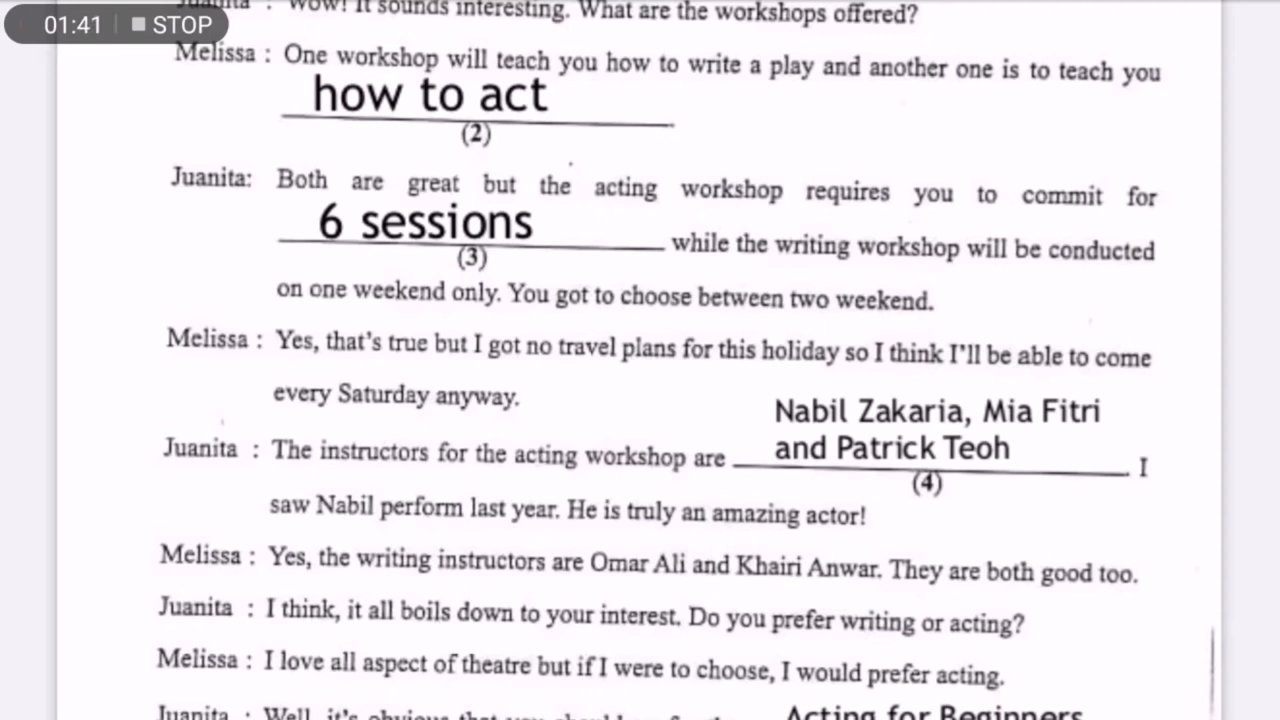 Juanita : Wow! It sounds interesting. What are the workshops offered?
01:41 STOP
Melissa : One workshop will teach you how to write a play and another one is to teach you
how to act
(2)
Juanita: Both are great but the acting workshop requires you to commit for
6 sessions while the writing workshop will be conducted
(3)
on one weekend only. You got to choose between two weekend.
Melissa : Yes, that's true but I got no travel plans for this holiday so I think I'll be able to come
every Saturday anyway.
Nabil Zakaria, Mia Fitri
Juanita : The instructors for the acting workshop are and Patrick Teoh I
(4)
saw Nabil perform last year. He is truly an amazing actor!
Melissa : Yes, the writing instructors are Omar Ali and Khairi Anwar. They are both good too.
Juanita : I think, it all boils down to your interest. Do you prefer writing or acting?
Melissa : I love all aspect of theatre but if I were to choose, I would prefer acting.
Juanita : Well, it's obvious that you should Acting for Beginners